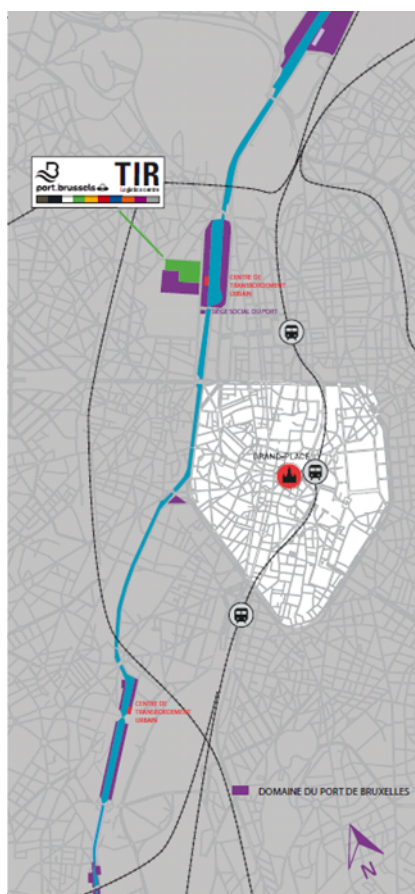 port.brussels
TIR
Logistics centre
CENTRE DE
TRANSBORDEMENT
URBAIN
SIÈGE SOCIAL DU PORT
GRAND-PLACE
CENTRE DE
TRANSBORDEMENT
URBAIN
DOMAINE DU PORT DE BRUXELLES
N